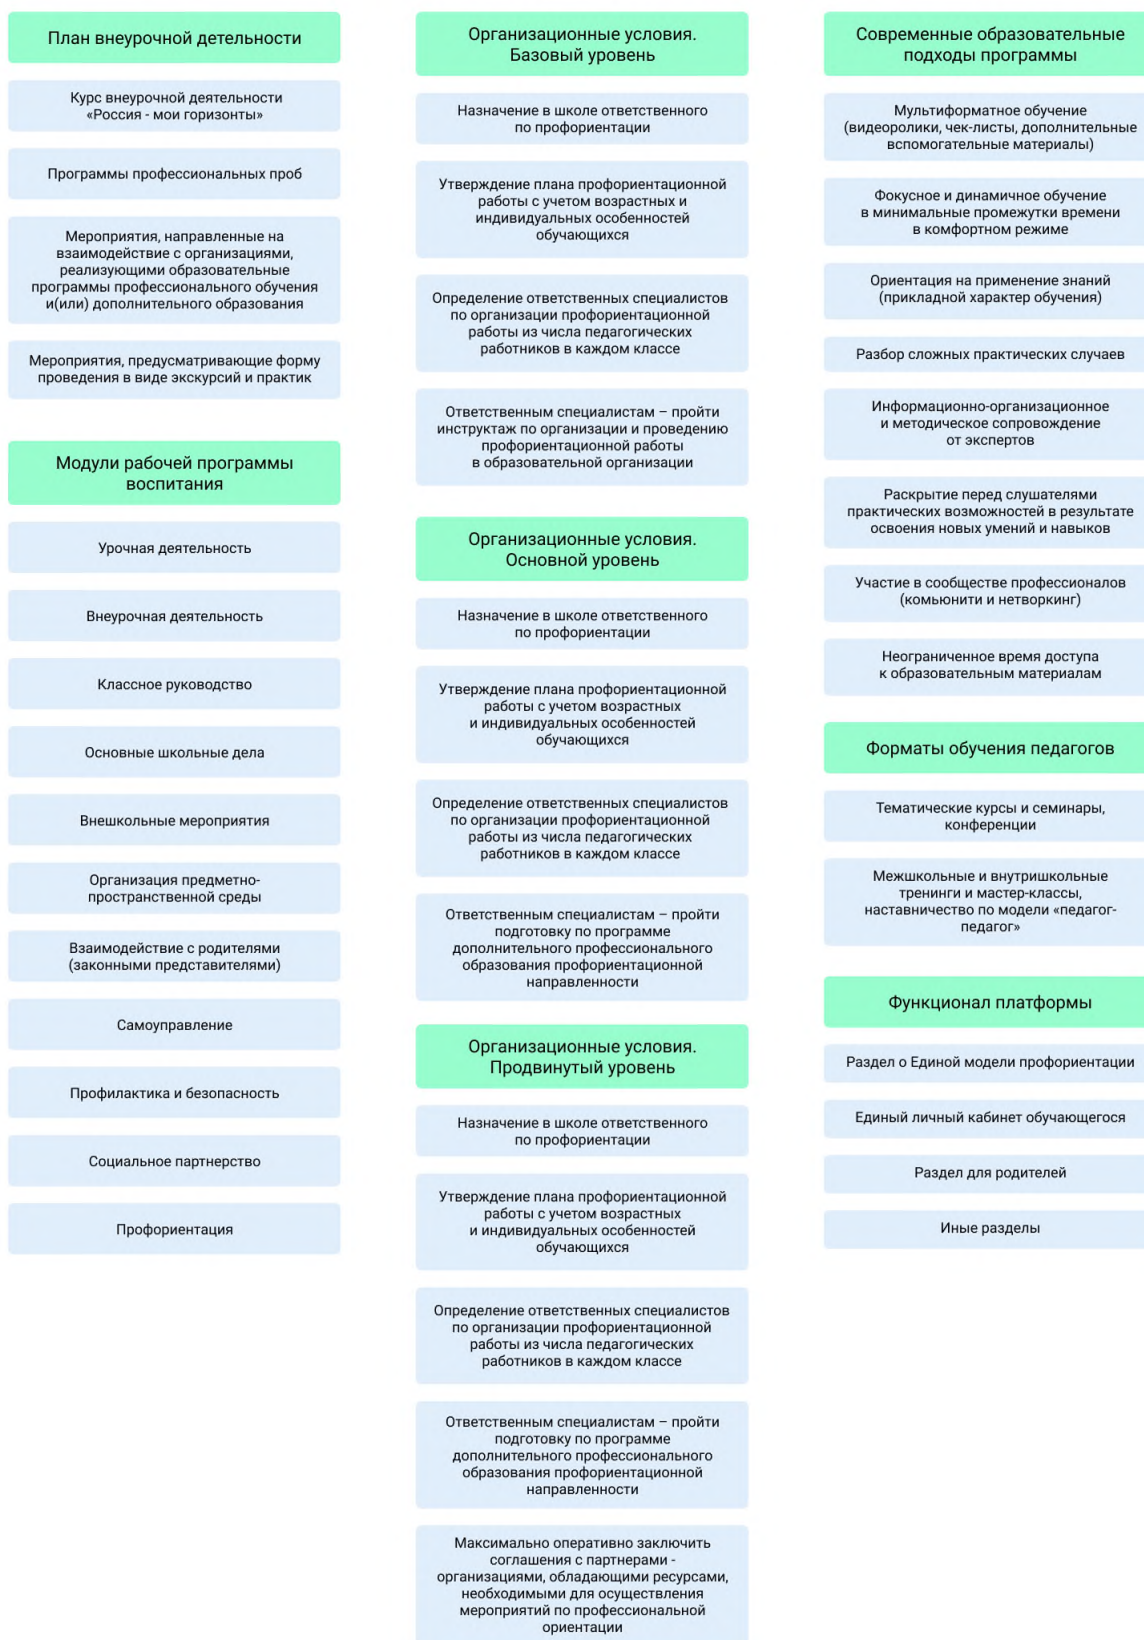 План внеурочной детельности
Курс внеурочной деятельности
«Россия - мои горизонты»
Программы профессиональных проб
Мероприятия, направленные на
взаимодействие с организациями,
реализующими образовательные
программы профессионального обучения
и(или) дополнительного образования
Мероприятия, предусматривающие форму
проведения в виде экскурсий и практик
Модули рабочей программы
воспитания
Урочная деятельность
Внеурочная деятельность
Классное руководство
Основные школьные дела
Внешкольные мероприятия
Организация предметно-
пространственной среды
Взаимодействие с родителями
(законными представителями)
Самоуправление
Профилактика и безопасность
Социальное партнерство
Профориентация
Организационные условия.
Базовый уровень
Назначение в школе ответственного
по профориентации
Утверждение плана профориентационной
работы с учетом возрастных и
индивидуальных особенностей
обучающихся
Определение ответственных специалистов
по организации профориентационной
работы из числа педагогических
работников в каждом классе
Ответственным специалистам – пройти
инструктаж по организации и проведению
профориентационной работы
в образовательной организации
Организационные условия.
Основной уровень
Назначение в школе ответственного
по профориентации
Утверждение плана профориентационной
работы с учетом возрастных
и индивидуальных особенностей
обучающихся
Определение ответственных специалистов
по организации профориентационной
работы из числа педагогических
работников в каждом классе
Ответственным специалистам – пройти
подготовку по программе
дополнительного профессионального
образования профориентационной
направленности
Организационные условия.
Продвинутый уровень
Назначение в школе ответственного
по профориентации
Утверждение плана профориентационной
работы с учетом возрастных
и индивидуальных особенностей
обучающихся
Определение ответственных специалистов
по организации профориентационной
работы из числа педагогических
работников в каждом классе
Ответственным специалистам – пройти
подготовку по программе
дополнительного профессионального
образования профориентационной
направленности
Максимально оперативно заключить
соглашения с партнерами -
организациями, обладающими ресурсами,
необходимыми для осуществления
мероприятий по профессиональной
ориентации
Современные образовательные
подходы программы
Мультиформатное обучение
(видеоролики, чек-листы, дополнительные
вспомогательные материалы)
Фокусное и динамичное обучение
в минимальные промежутки времени
в комфортном режиме
Ориентация на применение знаний
(прикладной характер обучения)
Разбор сложных практических случаев
Информационно-организационное
и методическое сопровождение
от экспертов
Раскрытие перед слушателями
практических возможностей в результате
освоения новых умений и навыков
Участие в сообществе профессионалов
(комьюнити и нетворкинг)
Неограниченное время доступа
к образовательным материалам
Форматы обучения педагогов
Тематические курсы и семинары,
конференции
Межшкольные и внутришкольные
тренинги и мастер-классы,
наставничество по модели «педагог-
педагог»
Функционал платформы
Раздел о Единой модели профориентации
Единый личный кабинет обучающегося
Раздел для родителей
Иные разделы